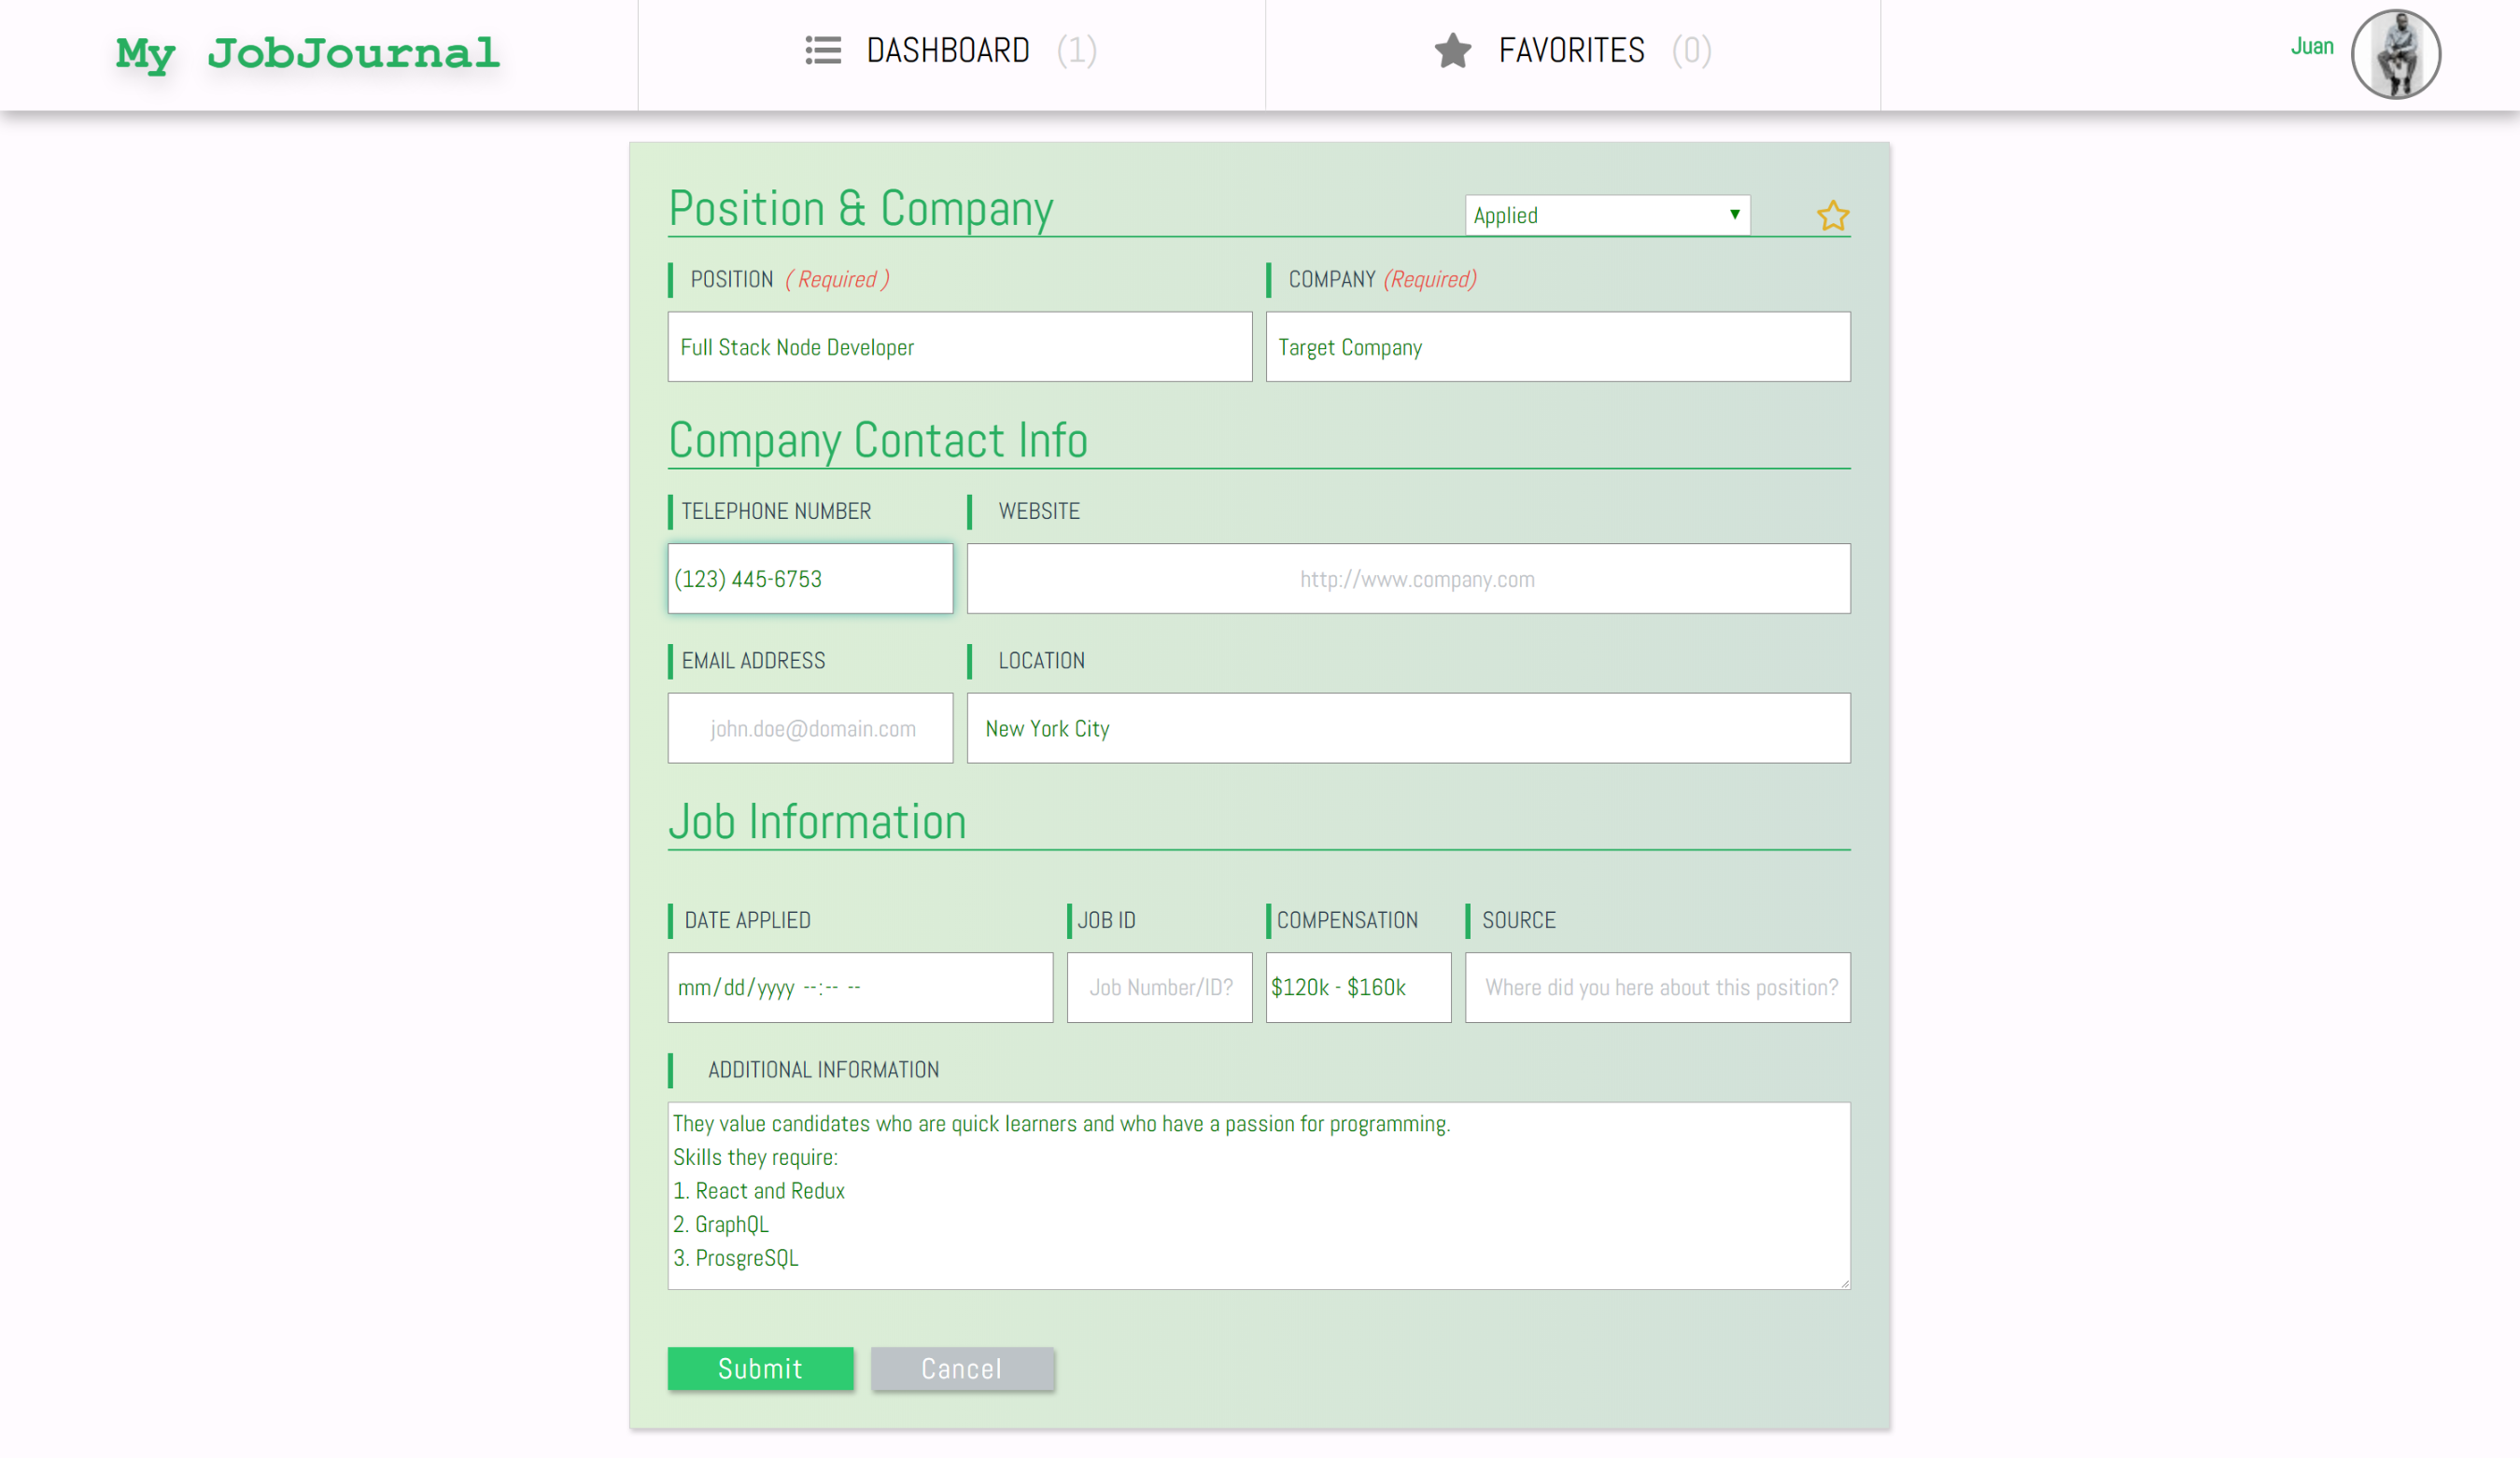 My JobJournal
DASHBOARD (1)
FAVORITES (0)
Juan
Position & Company
Applied
POSITION ( Required )
COMPANY (Required)
Full Stack Node Developer
Target Company
Company Contact Info
TELEPHONE NUMBER
WEBSITE
(123) 445-6753
http://www.company.com
EMAIL ADDRESS
LOCATION
john.doe@domain.com
New York City
Job Information
DATE APPLIED
JOB ID
COMPENSATION
SOURCE
mm/dd/yyyy --:-- --
Job Number/ID?
$120k - $160k
Where did you here about this position?
ADDITIONAL INFORMATION
They value candidates who are quick learners and who have a passion for programming.
Skills they require:
1. React and Redux
2. GraphQL
3. ProsgreSQL
Submit
Cancel